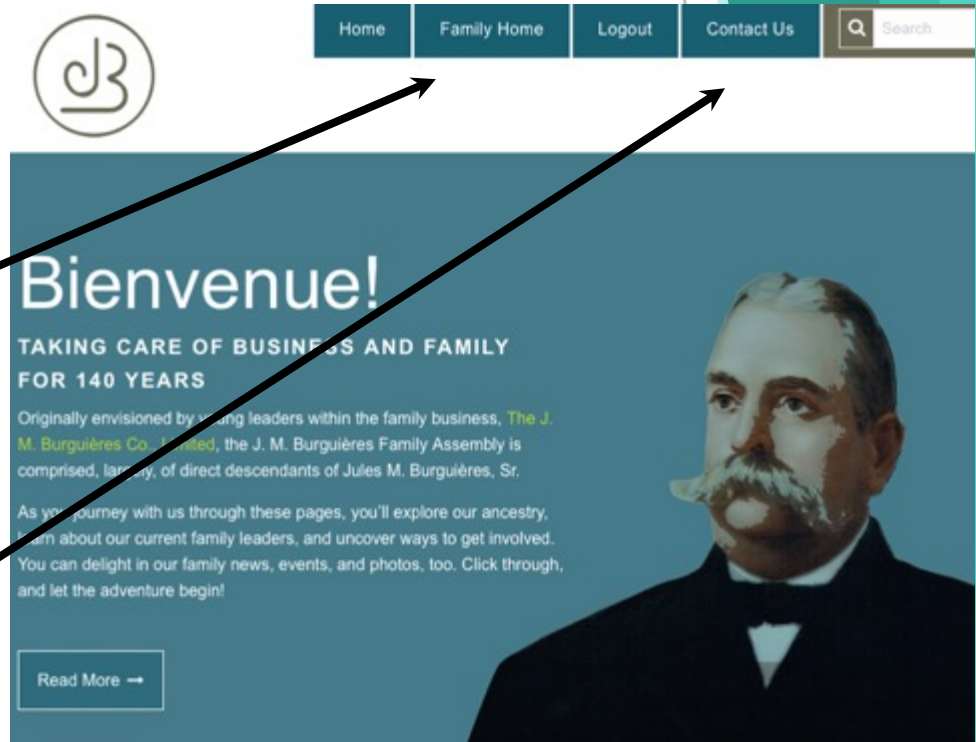 Home Family Home Logout Contact Us Search
Bienvenue!
TAKING CARE OF BUSINESS AND FAMILY
FOR 140 YEARS
Originally envisioned by young leaders within the family business, The J.
M. Burguières Co., Limited, the J. M. Burguières Family Assembly is
comprised, largely, of direct descendants of Jules M. Burguières, Sr.
As you journey with us through these pages, you'll explore our ancestry,
learn about our current family leaders, and uncover ways to get involved.
You can delight in our family news, events, and photos, too. Click through,
and let the adventure begin!
Read More →